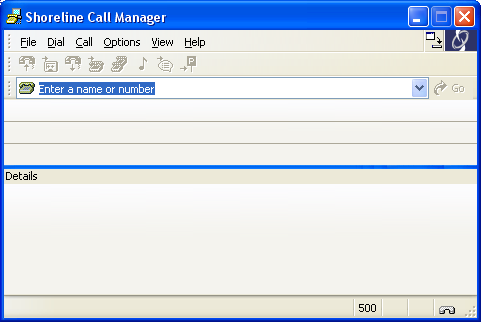 Shoreline Call Manager
File Dial Call Options View Help
Enter a name or number Go
Details
500